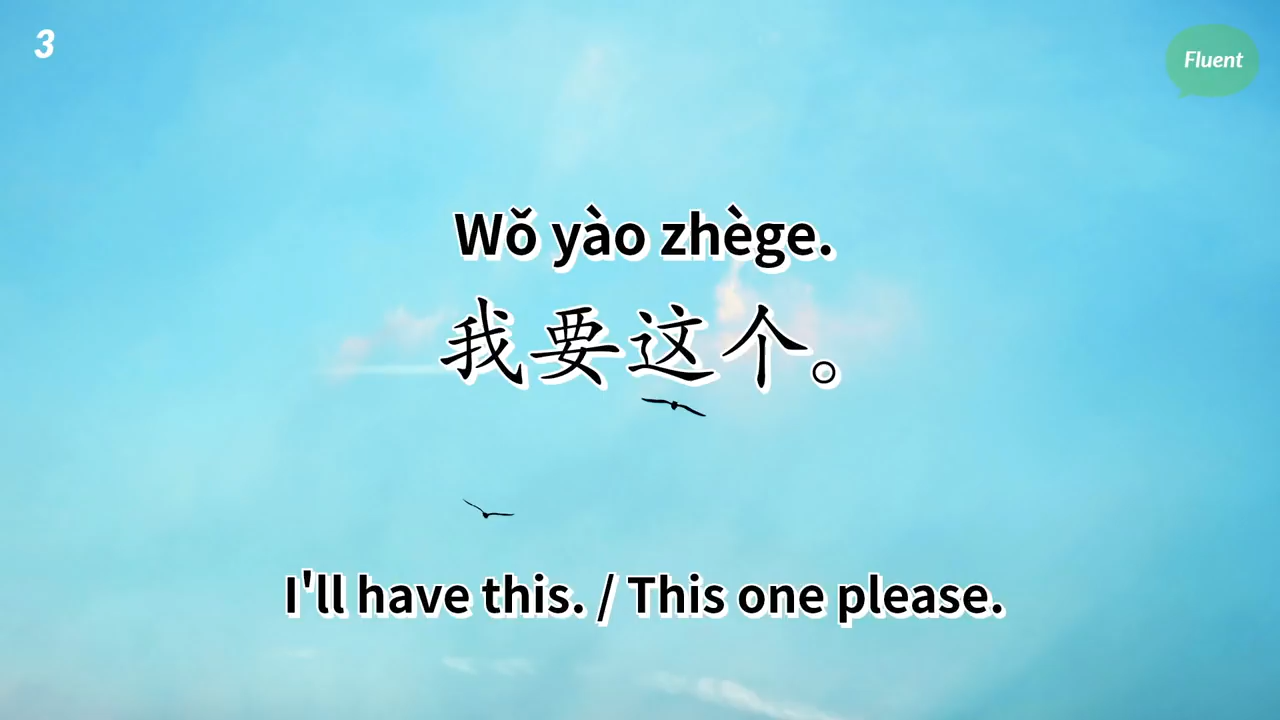 3
Fluent
Wǒ yào zhège.
我要这个。
I'll have this. / This one please.